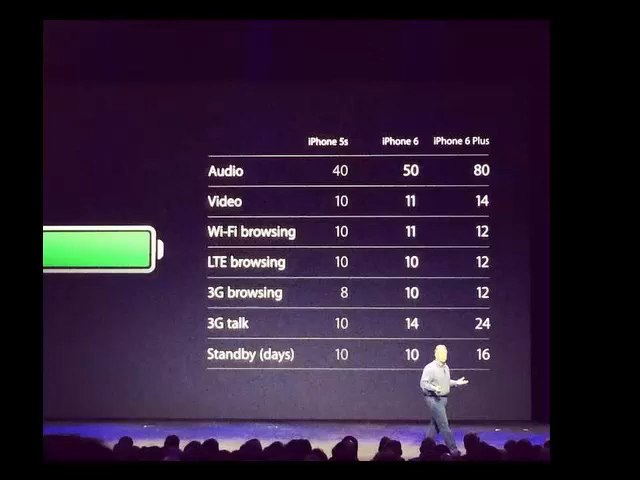 iPhone 5s iPhone 6 iPhone 6 Plus
Audio 40 50 80
Video 10 11 14
Wi-Fi browsing 10 11 12
LTE browsing 10 10 12
3G browsing 8 10 12
3G talk 10 14 24
Standby (days) 10 10 16